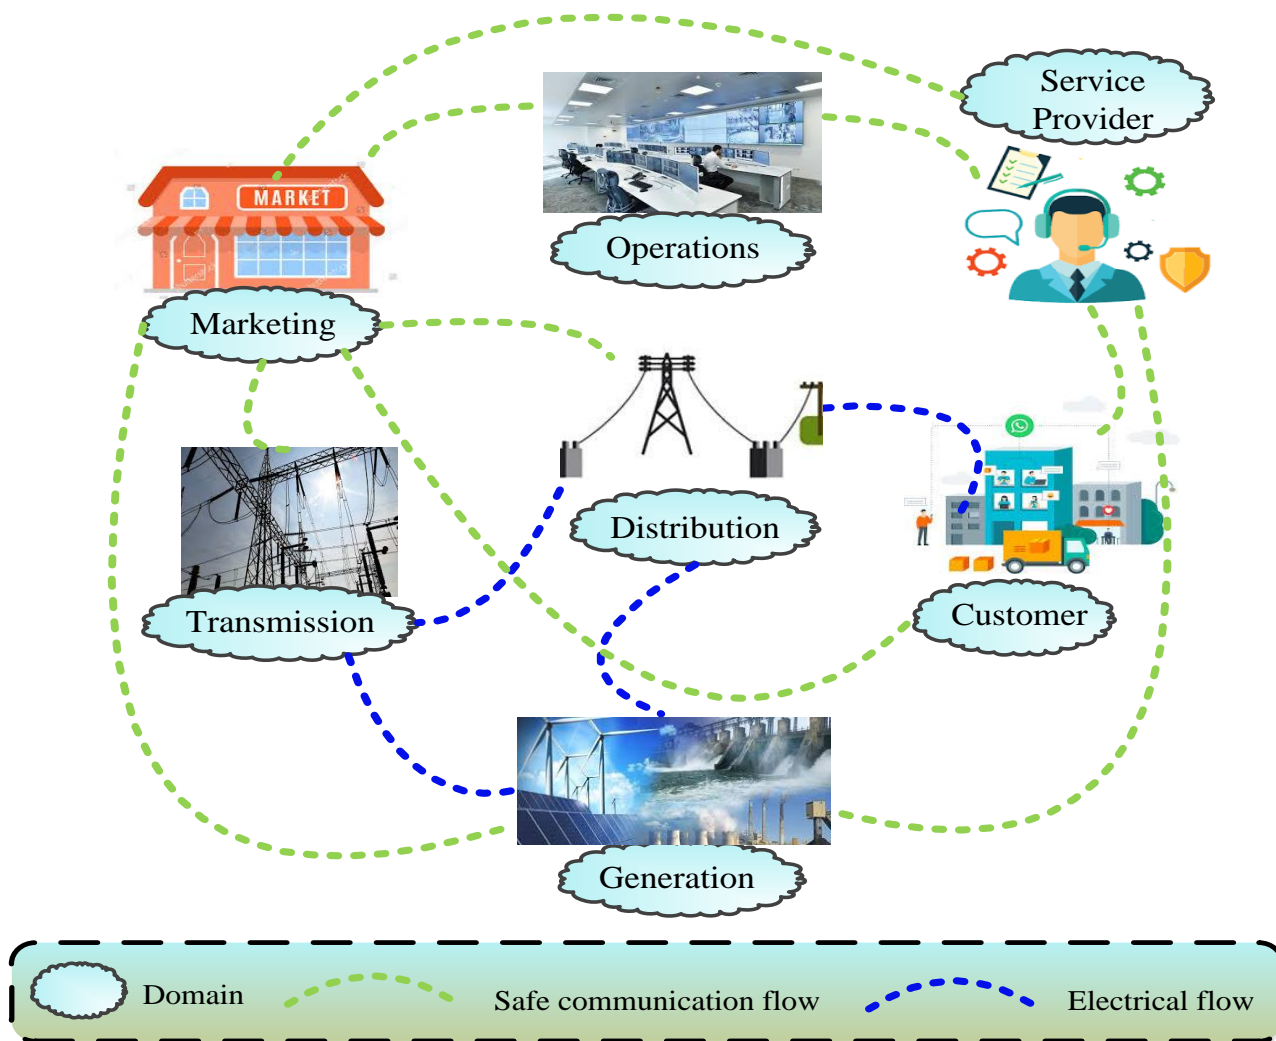 Service
Provider
MARKET
Operations
Marketing
Distribution
Transmission
Customer
Generation
Domain
Safe communication flow
Electrical flow